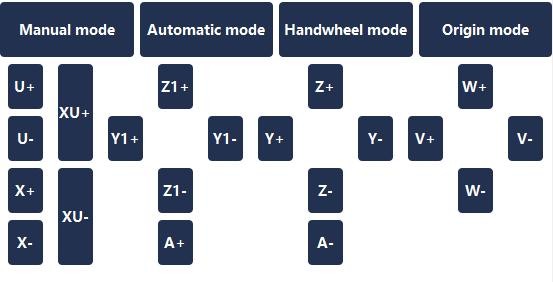 Manual mode
Automatic mode
Handwheel mode
Origin mode
U+
XU+
Z1+
Z+
W+
U-
Y1+
Y1-
Y+
Y-
V+
V-
X+
XU-
Z1-
Z-
W-
X-
A+
A-